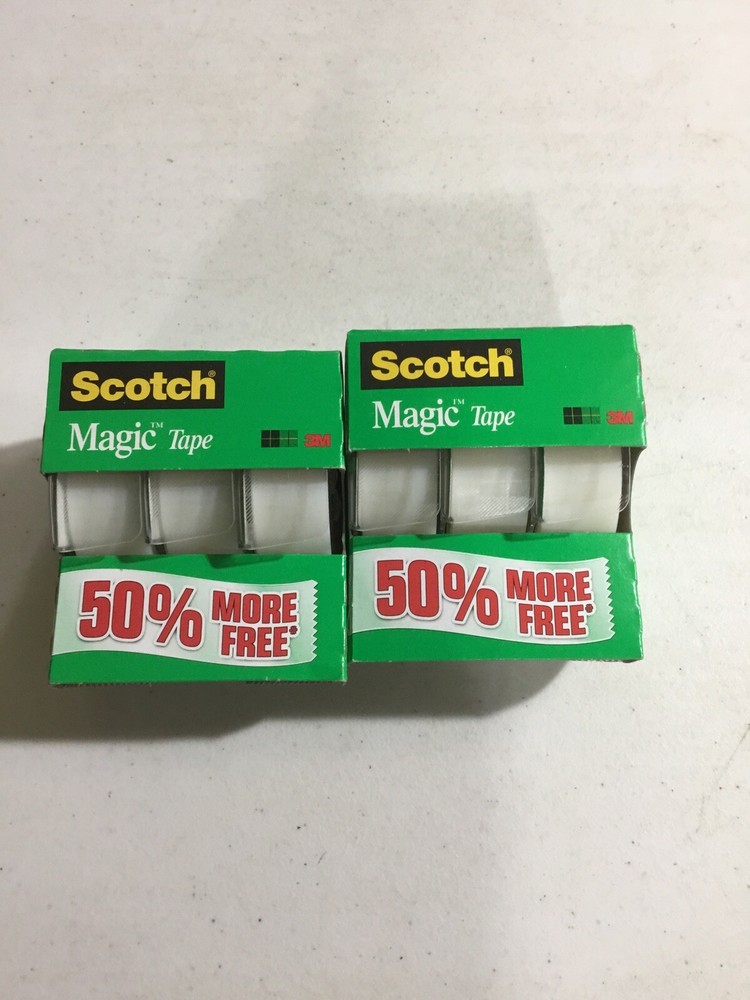 Scotch®
Magic™ Tape
3M
50% MORE
FREE*
Scotch®
Magic™ Tape
3M
50% MORE
FREE*